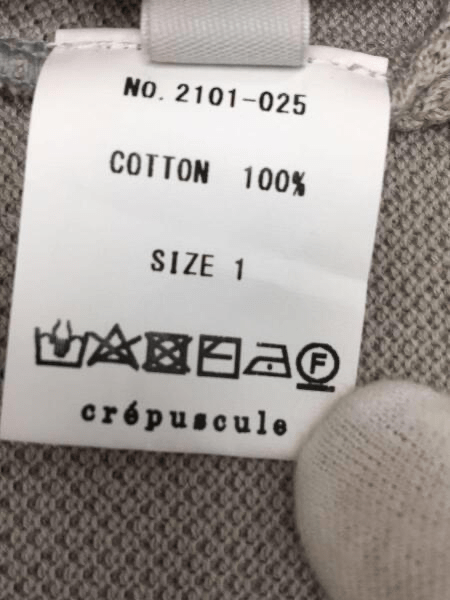 NO. 2101-025
COTTON 100%
SIZE 1
F
crépuscule